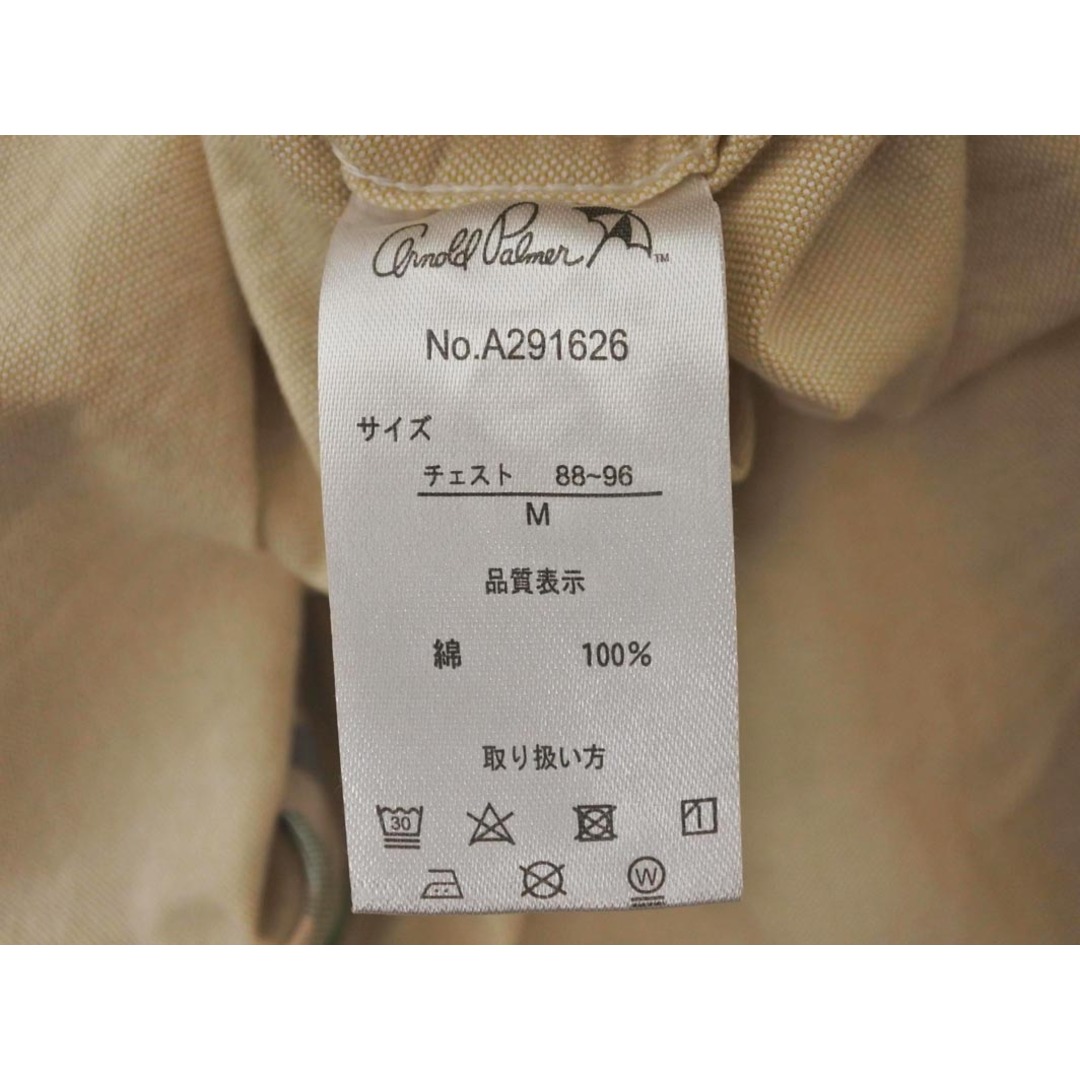 Arnold Palmer TM
No.A291626
サイズ
チェスト 88~96
M
品質表示
綿 100%
取り扱い方
30
W